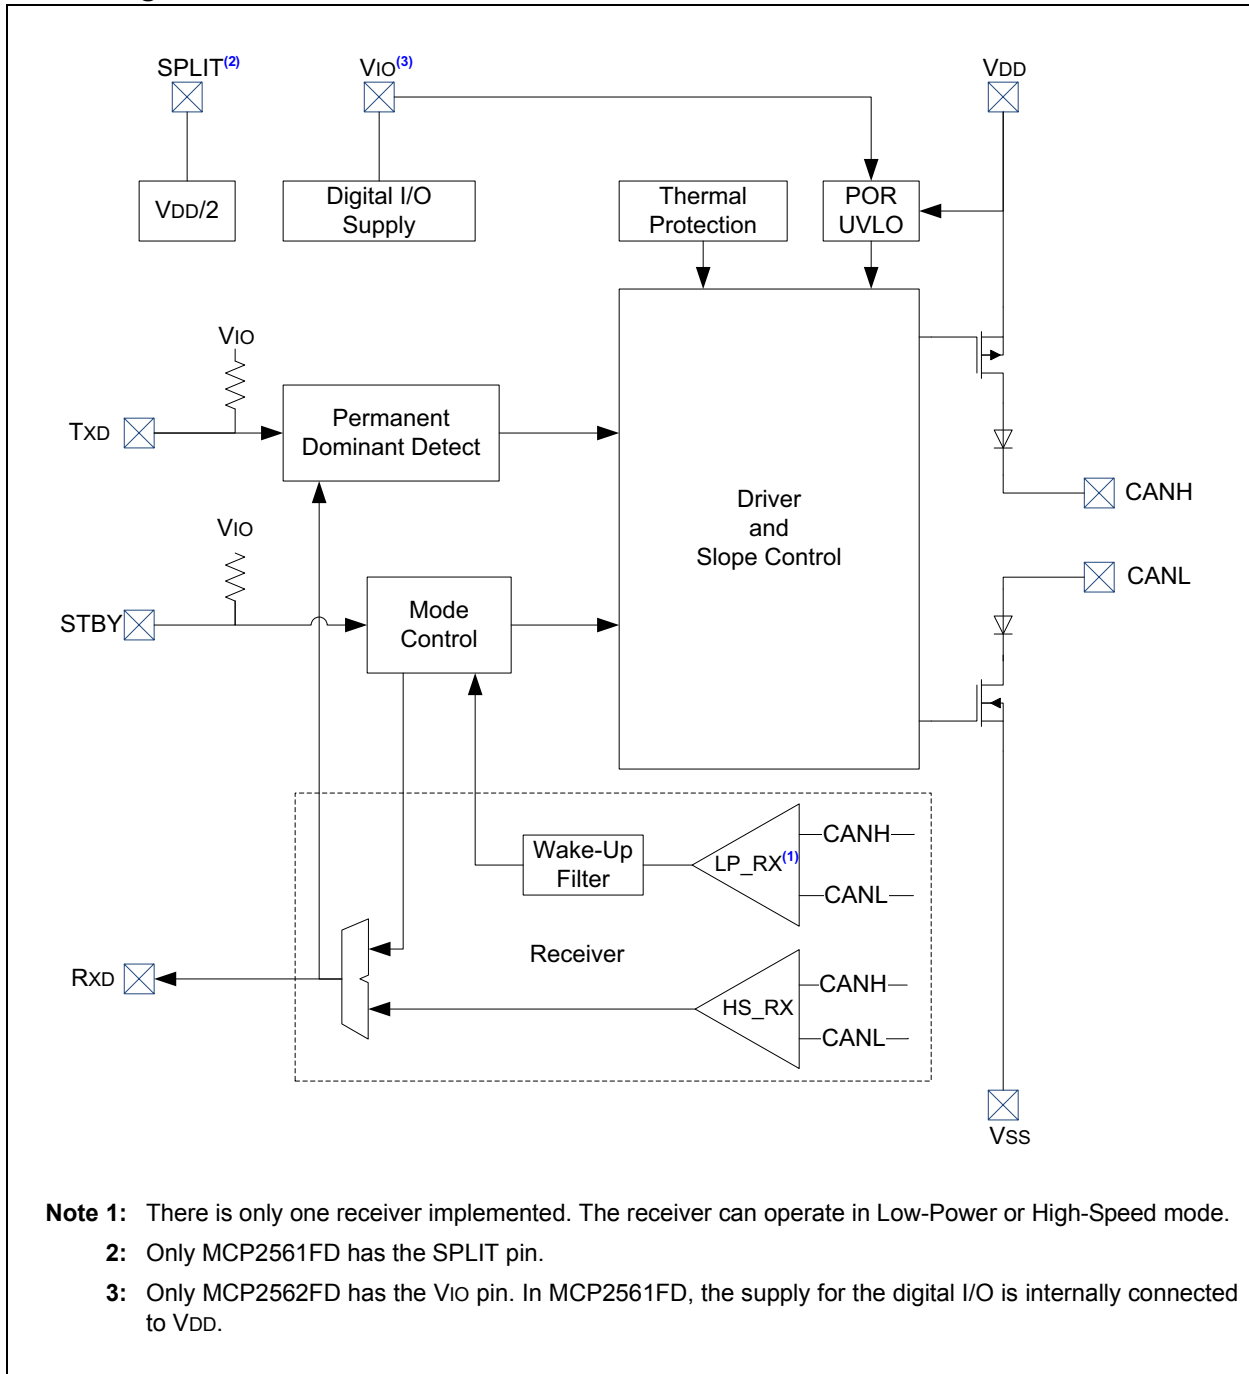 SPLIT(2)
VIO(3)
VDD
VDD/2
Digital I/O
Supply
Thermal
Protection
POR
UVLO
VIO
TXD
Permanent
Dominant Detect
Driver
and
Slope Control
CANH
VIO
STBY
Mode
Control
CANL
Wake-Up
Filter
LP_RX(1)
CANH
CANL
Receiver
RXD
HS_RX
CANH
CANL
VSS
Note 1: There is only one receiver implemented. The receiver can operate in Low-Power or High-Speed mode.
2: Only MCP2561FD has the SPLIT pin.
3: Only MCP2562FD has the VIO pin. In MCP2561FD, the supply for the digital I/O is internally connected
to VDD.